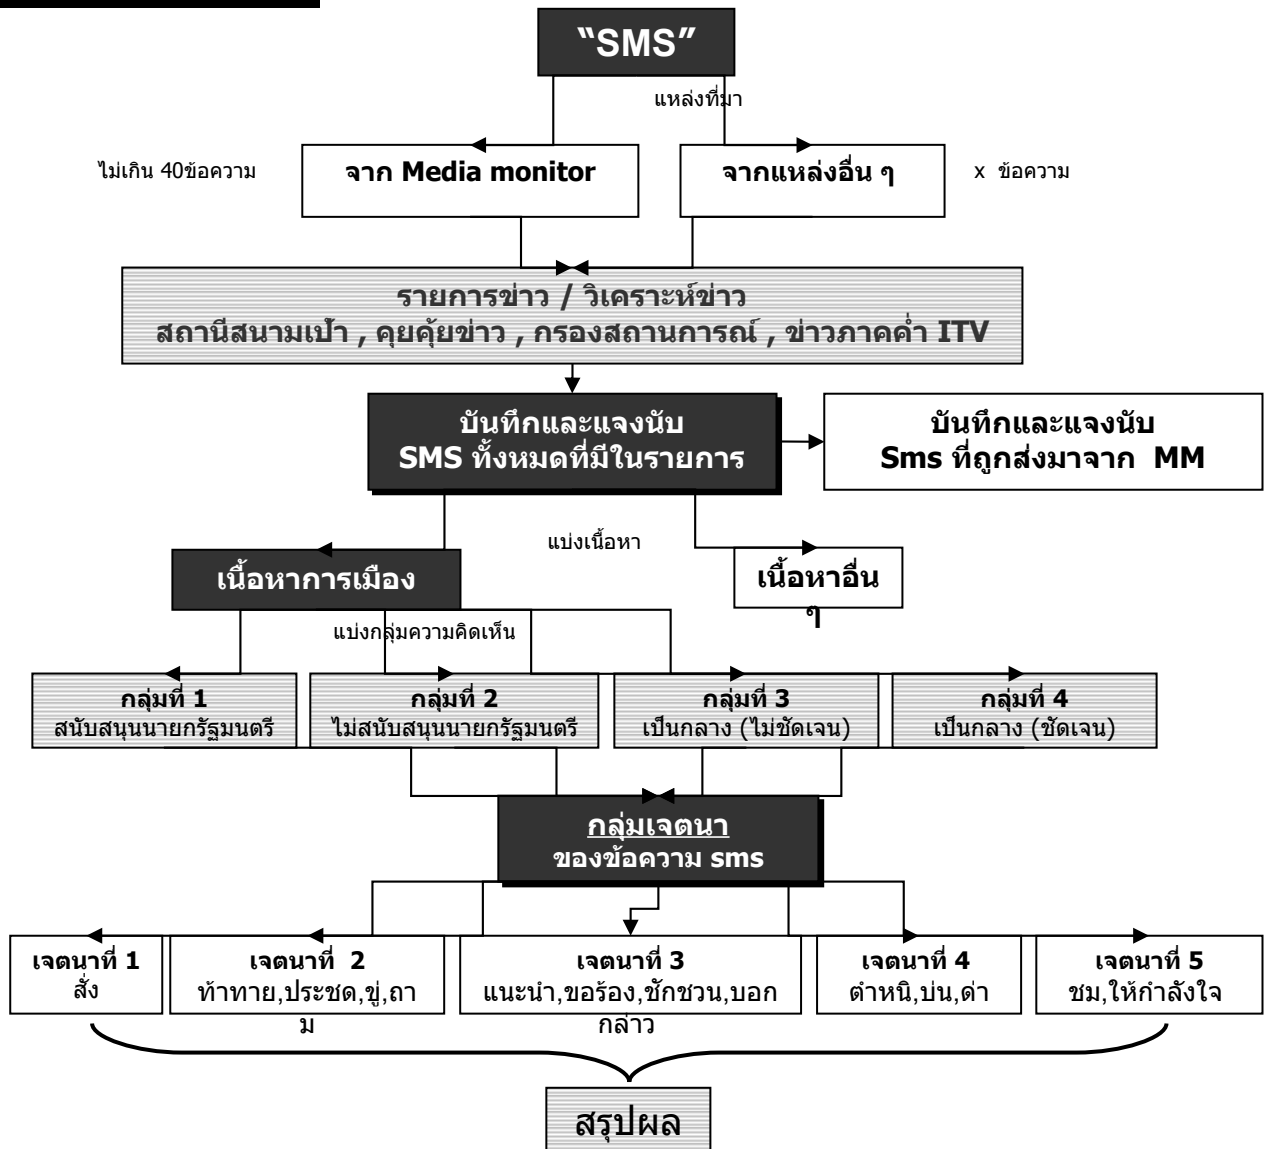 “SMS”
แหล่งที่มา
ไม่เกิน 40ข้อความ
จาก Media monitor
จากแหล่งอื่น ๆ
x ข้อความ
รายการข่าว / วิเคราะห์ข่าว
สถานีสนามเป้า , คุยคุ้ยข่าว , กรองสถานการณ์ , ข่าวภาคค่ำ ITV
บันทึกและแจงนับ
SMS ทั้งหมดที่มีในรายการ
บันทึกและแจงนับ
Sms ที่ถูกส่งมาจาก MM
แบ่งเนื้อหา
เนื้อหาการเมือง
เนื้อหาอื่น
ๆ
แบ่งกลุ่มความคิดเห็น
กลุ่มที่ 1
สนับสนุนนายกรัฐมนตรี
กลุ่มที่ 2
ไม่สนับสนุนนายกรัฐมนตรี
กลุ่มที่ 3
เป็นกลาง (ไม่ชัดเจน)
กลุ่มที่ 4
เป็นกลาง (ชัดเจน)
กลุ่มเจตนา
ของข้อความ sms
เจตนาที่ 1
สั่ง
เจตนาที่ 2
ท้าทาย,ประชด,ขู่,ถา
ม
เจตนาที่ 3
แนะนำ,ขอร้อง,ชักชวน,บอก
กล่าว
เจตนาที่ 4
ตำหนิ,บ่น,ด่า
เจตนาที่ 5
ชม,ให้กำลังใจ
สรุปผล